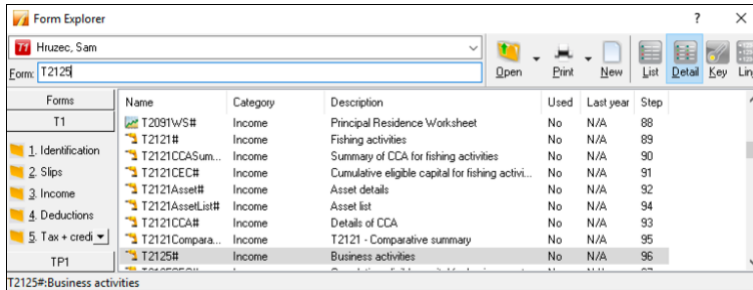 Form Explorer ? ×
T1 Hruzec, Sam
Form: T2125
Open Print New List Detail Key
Forms Name Category Description Used Last year Step
T1 T2091WS# Income Principal Residence Worksheet No N/A 88
T2121# Income Fishing activities No N/A 89
1. Identification T2121CCASum... Income Summary of CCA for fishing activities No N/A 90
2. Slips T2121CEC# Income Cumulative eligible capital for fishing activi... No N/A 91
3. Income T2121Asset# Income Asset details No N/A 92
T2121AssetList# Income Asset list No N/A 94
4. Deductions T2121CCA# Income Details of CCA No N/A 93
5. Tax + credi T2121Compara... Income T2121 - Comparative summary No N/A 95
TP1 T2125# Income Business activities No N/A 96
T2125#:Business activities